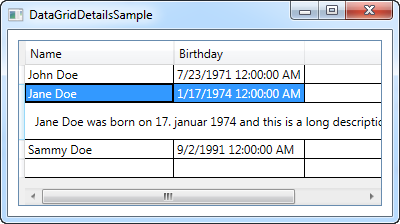 DataGridDetailsSample
Name Birthday
John Doe 7/23/1971 12:00:00 AM
Jane Doe 1/17/1974 12:00:00 AM
Jane Doe was born on 17. januar 1974 and this is a long descriptio
Sammy Doe 9/2/1991 12:00:00 AM